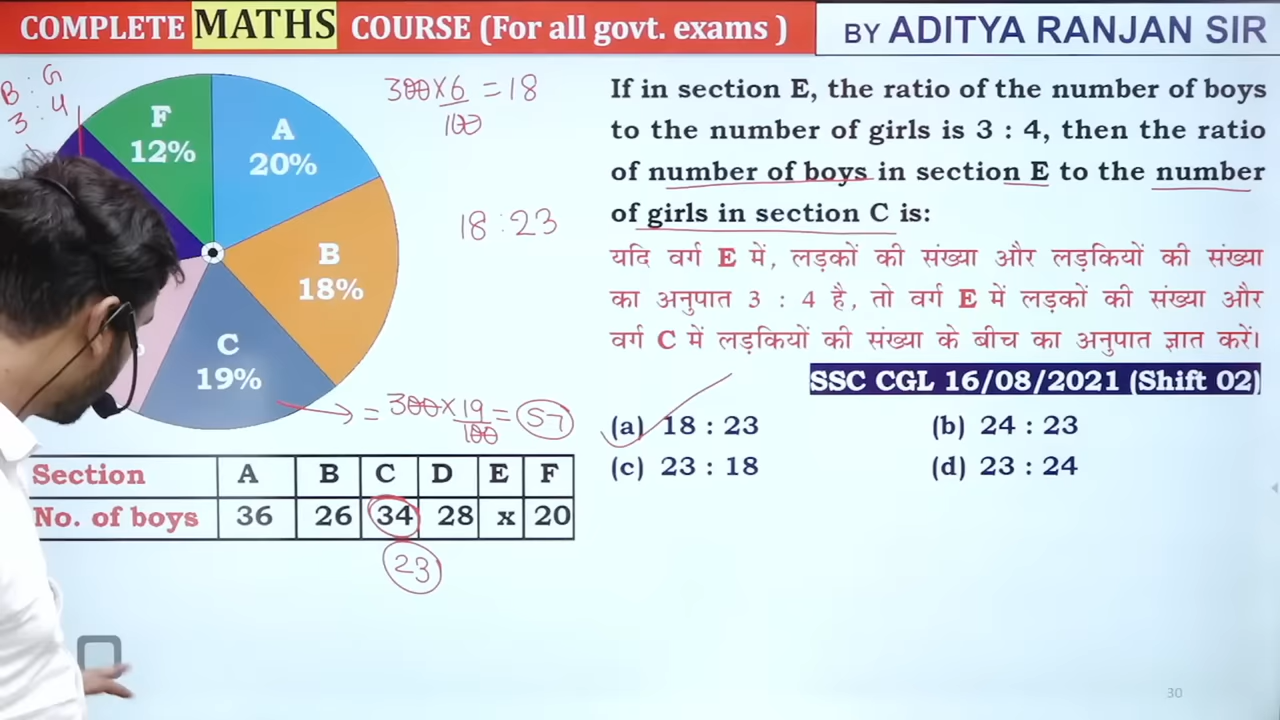 COMPLETE MATHS COURSE (For all govt. exams )
BY ADITYA RANJAN SIR
B : G
3 : 4
F
12%
A
20%
B
18%
C
19%
%
300 × 6 = 18
100
18 : 23
= 300 × 19 = 57
100
If in section E, the ratio of the number of boys
to the number of girls is 3 : 4, then the ratio
of number of boys in section E to the number
of girls in section C is:
यदि वर्ग E में, लड़कों की संख्या और लड़कियों की संख्या
का अनुपात 3 : 4 है, तो वर्ग E में लड़कों की संख्या और
वर्ग C में लड़कियों की संख्या के बीच का अनुपात ज्ञात करें।
SSC CGL 16/08/2021 (Shift 02)
(a) 18 : 23 (b) 24 : 23
(c) 23 : 18 (d) 23 : 24
Section A B C D E F
No. of boys 36 26 34 28 x 20
23
30